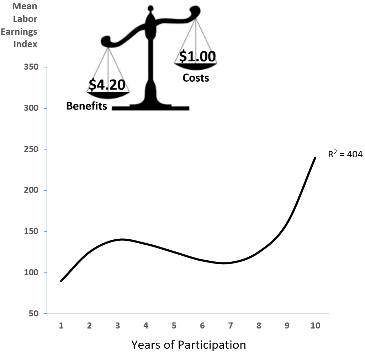 Mean
Labor
Earnings
Index
$1.00
Costs
$4.20
Benefits
350
300
250
200
150
100
50
R² = 404
1 2 3 4 5 6 7 8 9 10
Years of Participation